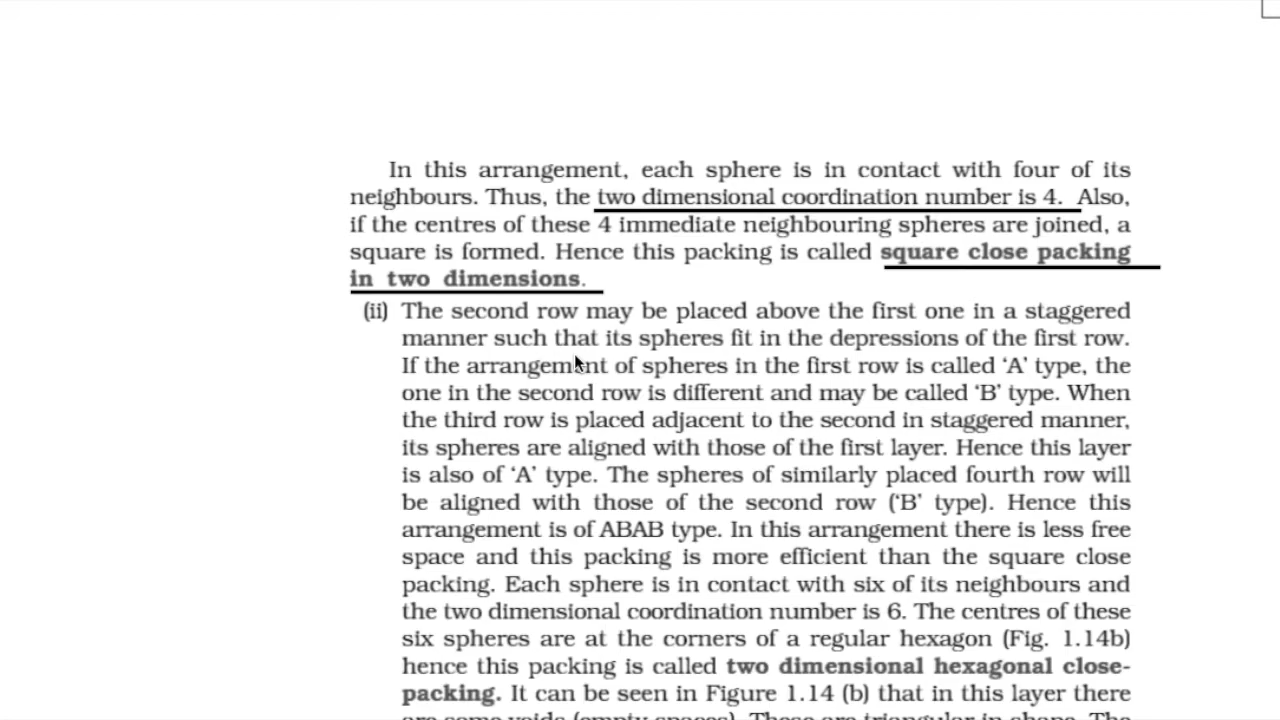 In this arrangement, each sphere is in contact with four of its
neighbours. Thus, the two dimensional coordination number is 4. Also,
if the centres of these 4 immediate neighbouring spheres are joined, a
square is formed. Hence this packing is called square close packing
in two dimensions.
(ii) The second row may be placed above the first one in a staggered
manner such that its spheres fit in the depressions of the first row.
If the arrangement of spheres in the first row is called ‘A’ type, the
one in the second row is different and may be called ‘B’ type. When
the third row is placed adjacent to the second in staggered manner,
its spheres are aligned with those of the first layer. Hence this layer
is also of ‘A’ type. The spheres of similarly placed fourth row will
be aligned with those of the second row (‘B’ type). Hence this
arrangement is of ABAB type. In this arrangement there is less free
space and this packing is more efficient than the square close
packing. Each sphere is in contact with six of its neighbours and
the two dimensional coordination number is 6. The centres of these
six spheres are at the corners of a regular hexagon (Fig. 1.14b)
hence this packing is called two dimensional hexagonal close-
packing. It can be seen in Figure 1.14 (b) that in this layer there
are some voids (empty spaces). These are triangular in shape. The